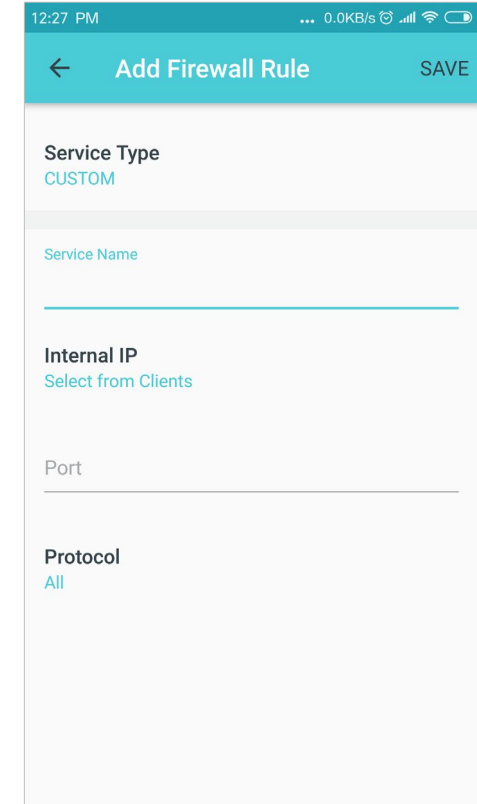 12:27 PM ... 0.0KB/s
Add Firewall Rule SAVE
Service Type
CUSTOM
Service Name
Internal IP
Select from Clients
Port
Protocol
All